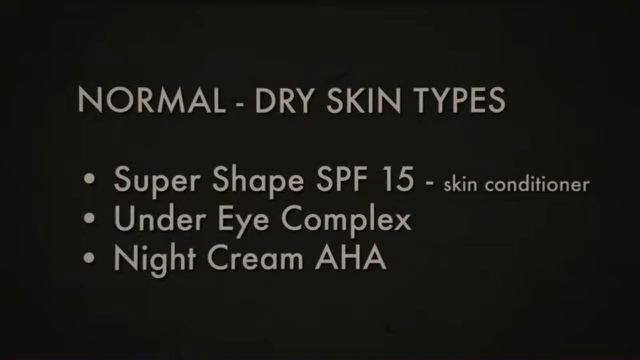 NORMAL - DRY SKIN TYPES
• Super Shape SPF 15 - skin conditioner
• Under Eye Complex
• Night Cream AHA